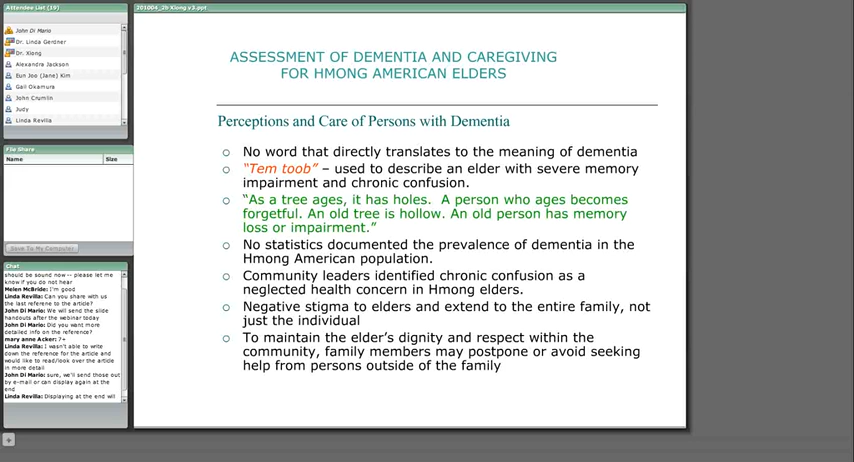 Attendee List (19)
John Di Mario
Dr. Linda Gerdner
Dr. Xiong
Alexandra Jackson
Eun Joo (Jane) Kim
Gail Okamura
John Crumlin
Judy
Linda Revilla
File Share
Name Size
Save To My Computer
Chat
should be sound now -- please let me
know if you do not hear
Melen McBride: I'm good
Linda Revilla: Can you share with us
the last referene to the article?
John Di Mario: We will send the slide
handouts after the webinar today
John Di Mario: Did you want more
detailed info on the reference?
mary anne Acker: ?+
Linda Revilla: I wasn't able to write
down the reference for the article and
would like to read/look over the article
in more detail
John Di Mario: sure, we'll send those out
by e-mail or can display again at the
end
Linda Revilla: Displaying at the end will
201004_2b Xiong v3.ppt
ASSESSMENT OF DEMENTIA AND CAREGIVING
FOR HMONG AMERICAN ELDERS
Perceptions and Care of Persons with Dementia
o No word that directly translates to the meaning of dementia
o "Tem toob" – used to describe an elder with severe memory
impairment and chronic confusion.
o "As a tree ages, it has holes. A person who ages becomes
forgetful. An old tree is hollow. An old person has memory
loss or impairment."
o No statistics documented the prevalence of dementia in the
Hmong American population.
o Community leaders identified chronic confusion as a
neglected health concern in Hmong elders.
o Negative stigma to elders and extend to the entire family, not
just the individual
o To maintain the elder's dignity and respect within the
community, family members may postpone or avoid seeking
help from persons outside of the family